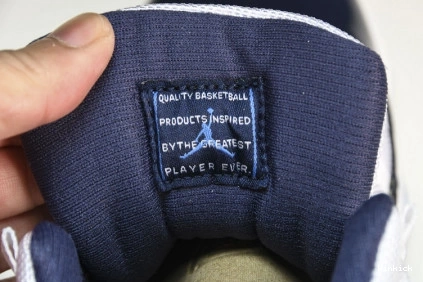 QUALITY BASKETBALL
PRODUCTS INSPIRED
BY THE GREATEST
PLAYER EVER.